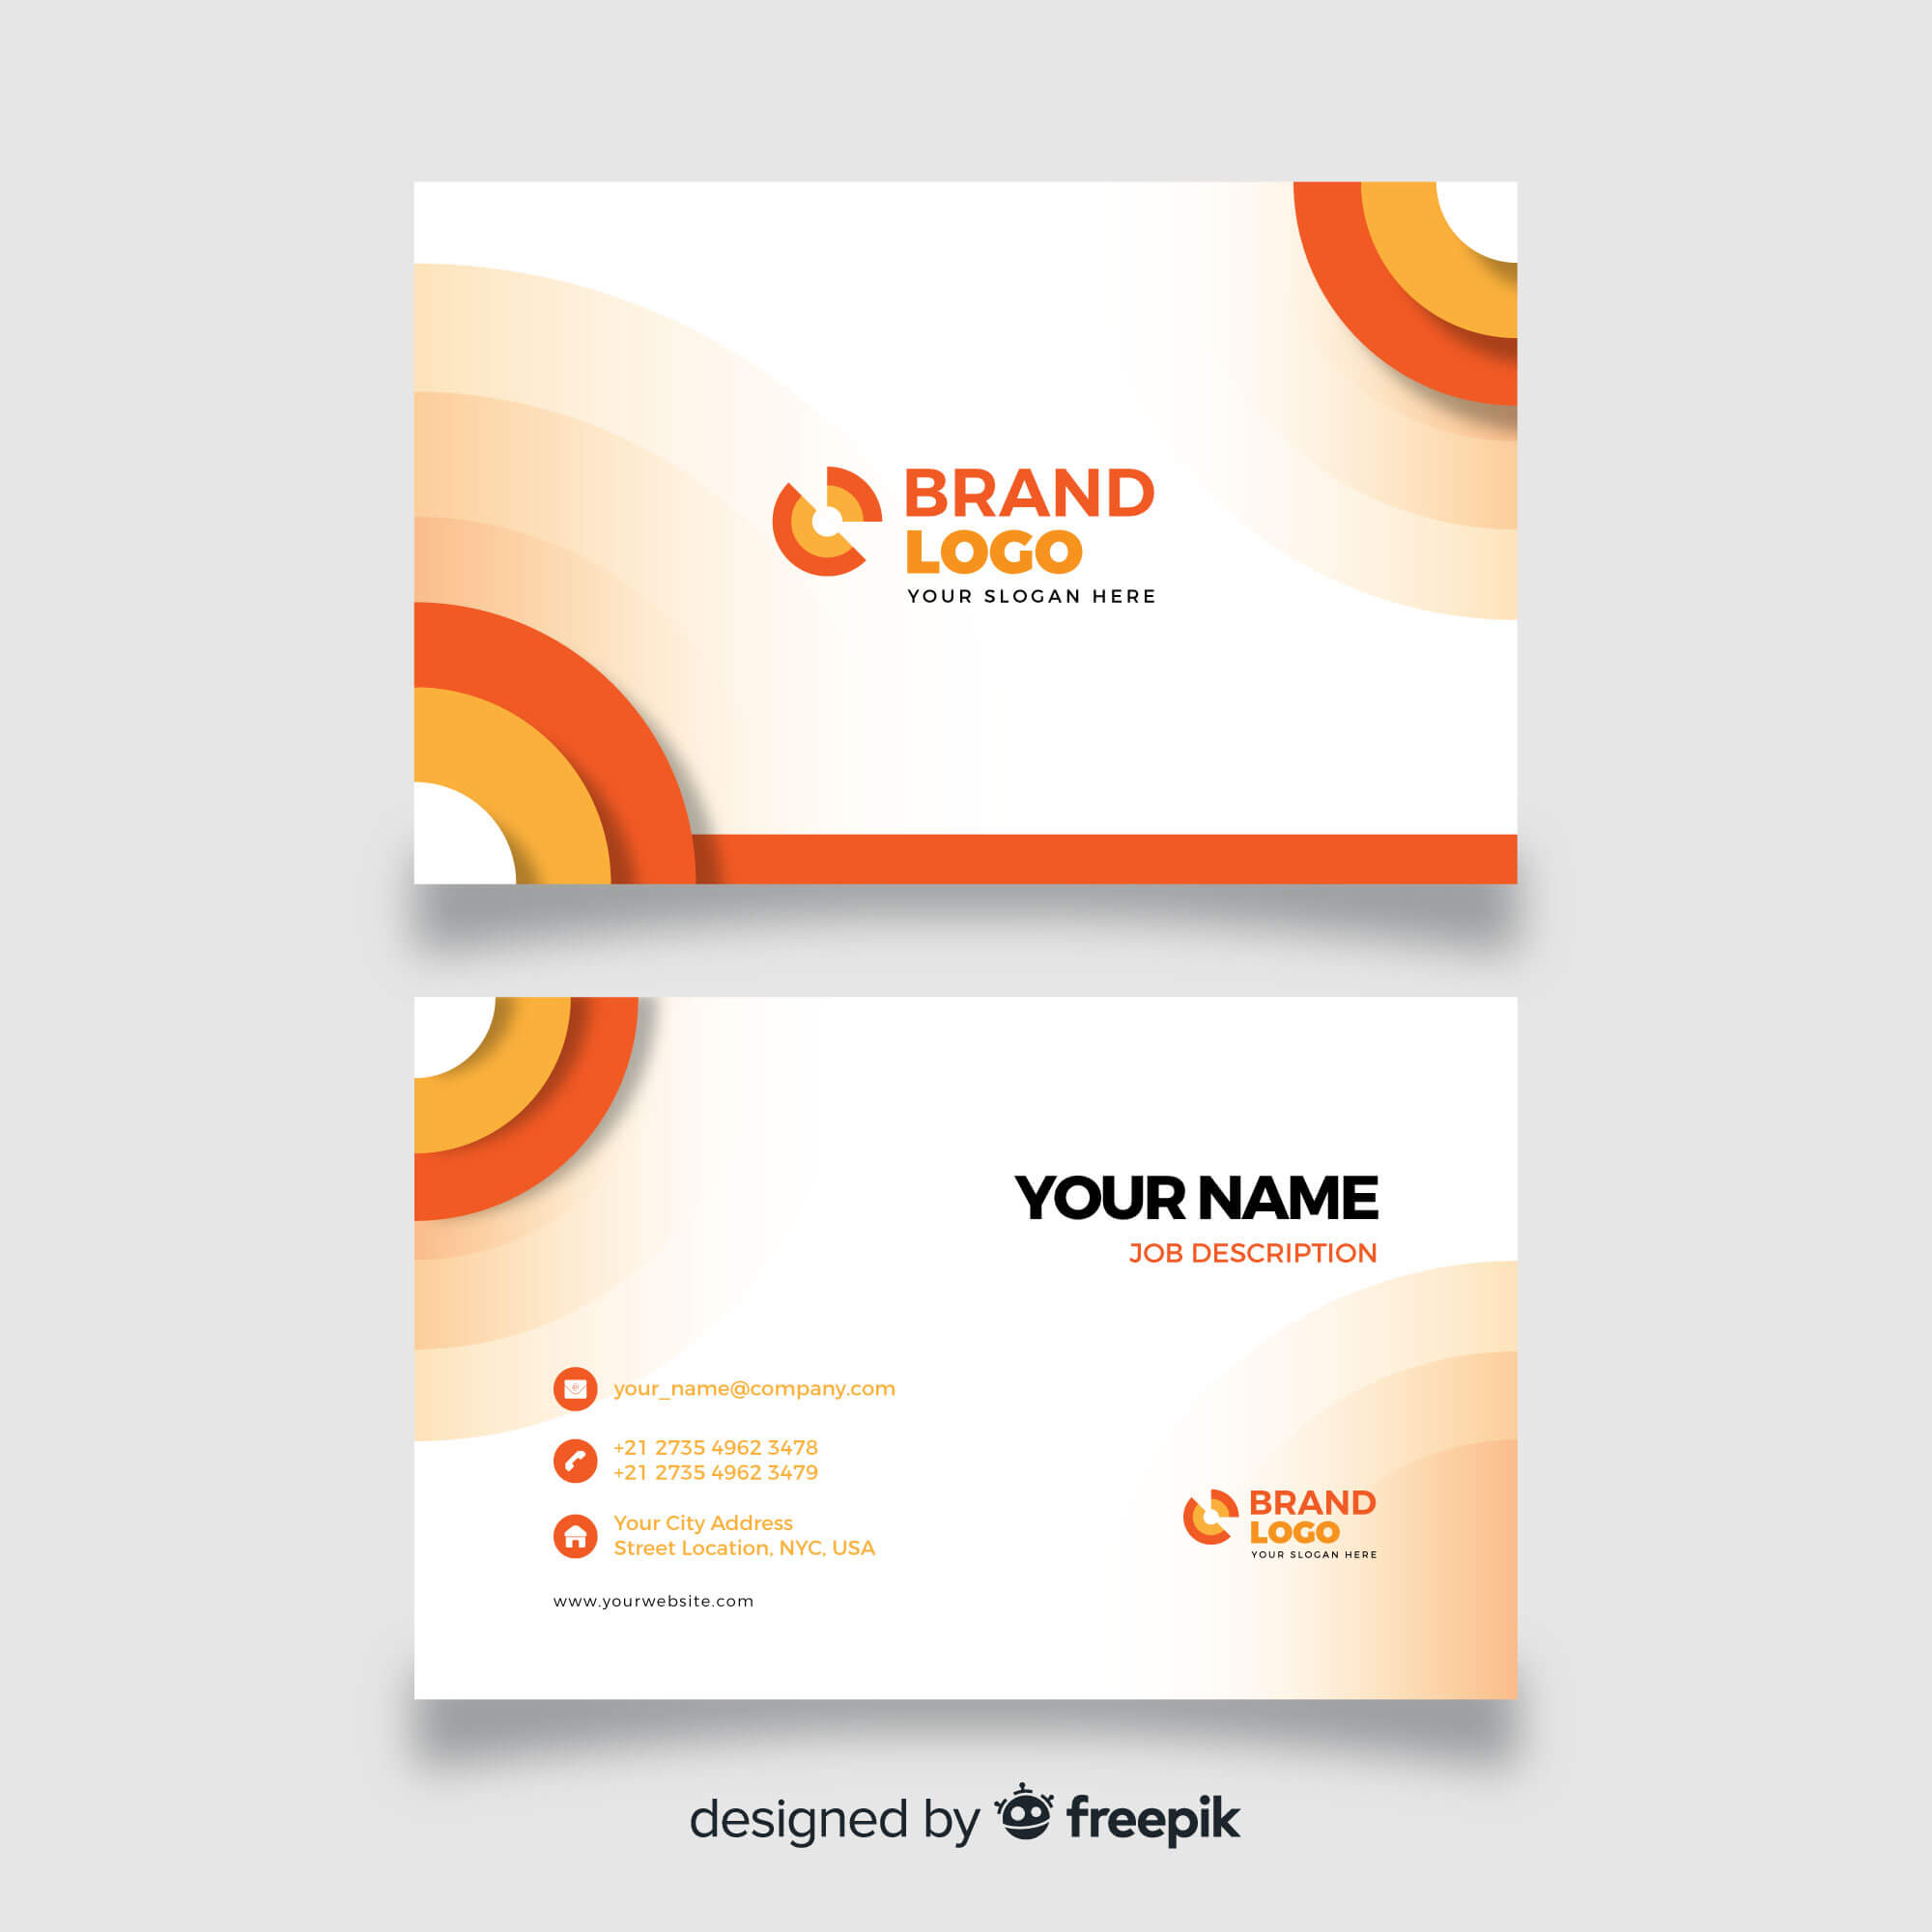 BRAND
LOGO
YOUR SLOGAN HERE
YOUR NAME
JOB DESCRIPTION
your_name@company.com
+21 2735 4962 3478
+21 2735 4962 3479
Your City Address
Street Location, NYC, USA
www.yourwebsite.com
BRAND
LOGO
YOUR SLOGAN HERE
designed by freepik